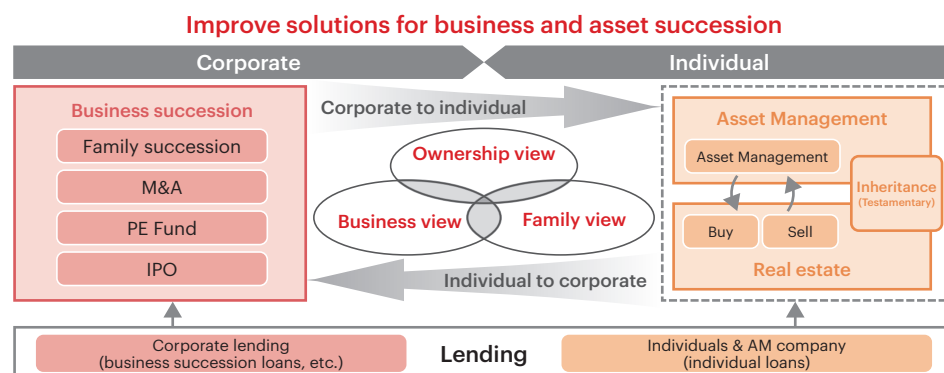 Improve solutions for business and asset succession
Corporate
Individual
Business succession
Family succession
M&A
PE Fund
IPO
Corporate to individual
Ownership view
Business view
Family view
Individual to corporate
Asset Management
Asset Management
Inheritance
(Testamentary)
Buy
Sell
Real estate
Corporate lending
(business succession loans, etc.)
Lending
Individuals & AM company
(individual loans)